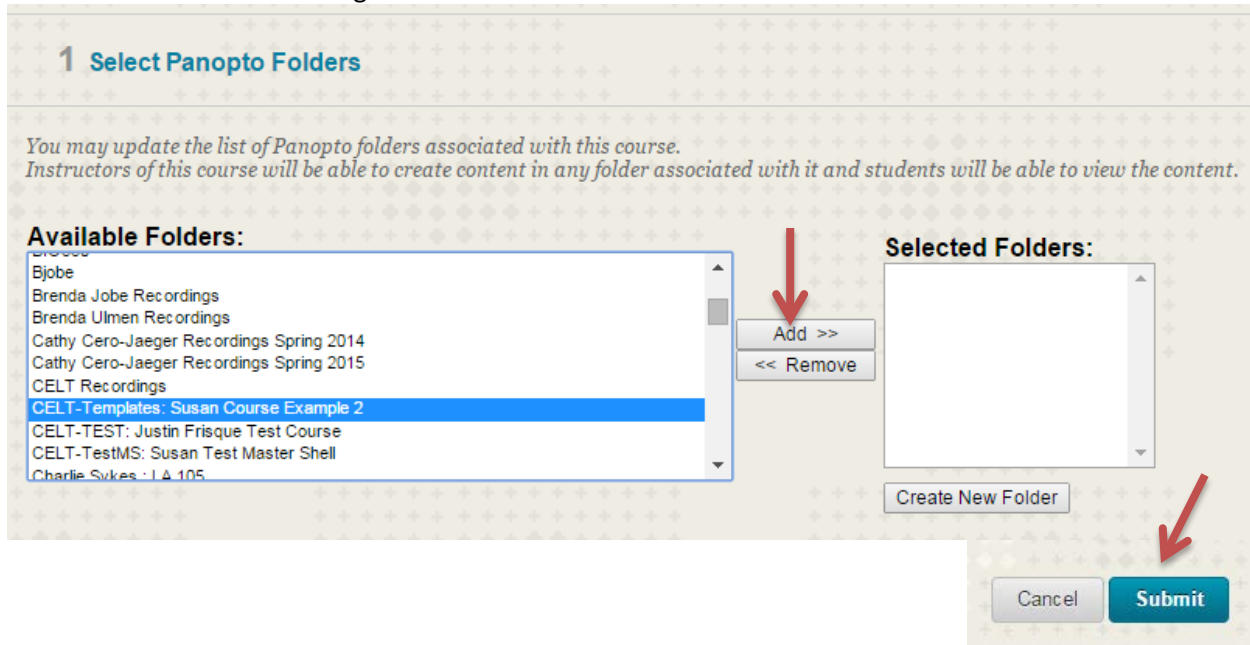 1 Select Panopto Folders
You may update the list of Panopto folders associated with this course.
Instructors of this course will be able to create content in any folder associated with it and students will be able to view the content.
Available Folders:
Bjobe
Brenda Jobe Recordings
Brenda Ulmen Recordings
Cathy Cero-Jaeger Recordings Spring 2014
Cathy Cero-Jaeger Recordings Spring 2015
CELT Recordings
CELT-Templates: Susan Course Example 2
CELT-TEST: Justin Frisque Test Course
CELT-TestMS: Susan Test Master Shell
Charlie Sykes : LA 105
Add >>
<< Remove
Selected Folders:
Create New Folder
Cancel
Submit